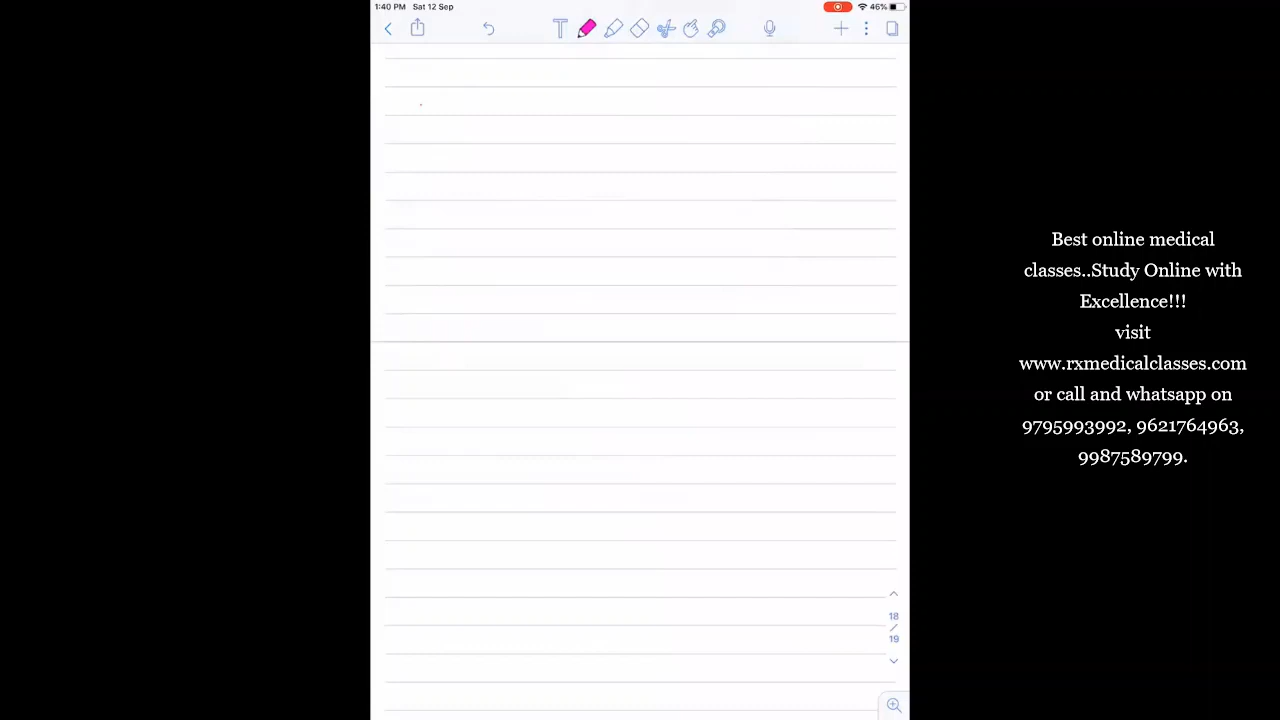 1:40 PM Sat 12 Sep
46%
T
Best online medical
classes..Study Online with
Excellence!!!
visit
www.rxmedicalclasses.com
or call and whatsapp on
9795993992, 9621764963,
9987589799.
18
/
19